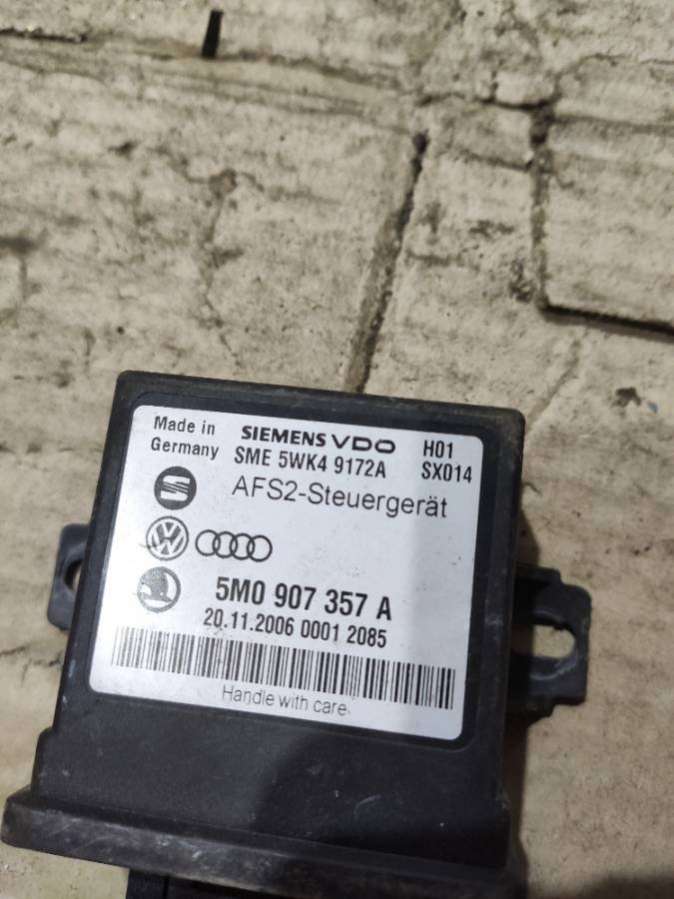 Made in Germany
SIEMENS VDO H01
SME 5WK4 9172A SX014
AFS2-Steuergerät
5M0 907 357 A
20.11.2006 0001 2085
Handle with care